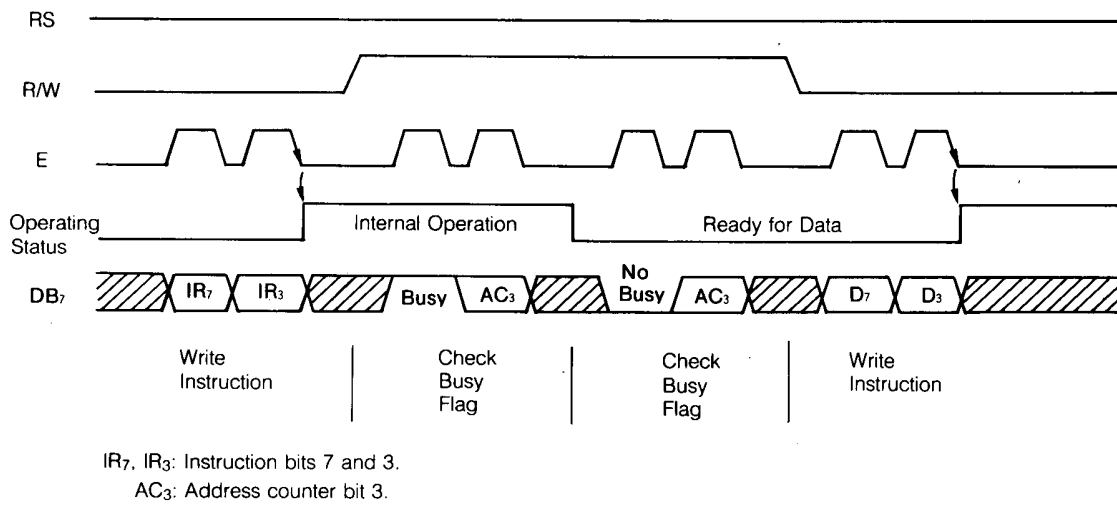 RS
R/W
E
Operating
Status
Internal Operation
Ready for Data
DB₇
IR₇
IR₃
Busy
AC₃
No
Busy
AC₃
D₇
D₃
Write
Instruction
Check
Busy
Flag
Check
Busy
Flag
Write
Instruction
IR₇, IR₃: Instruction bits 7 and 3.
AC₃: Address counter bit 3.